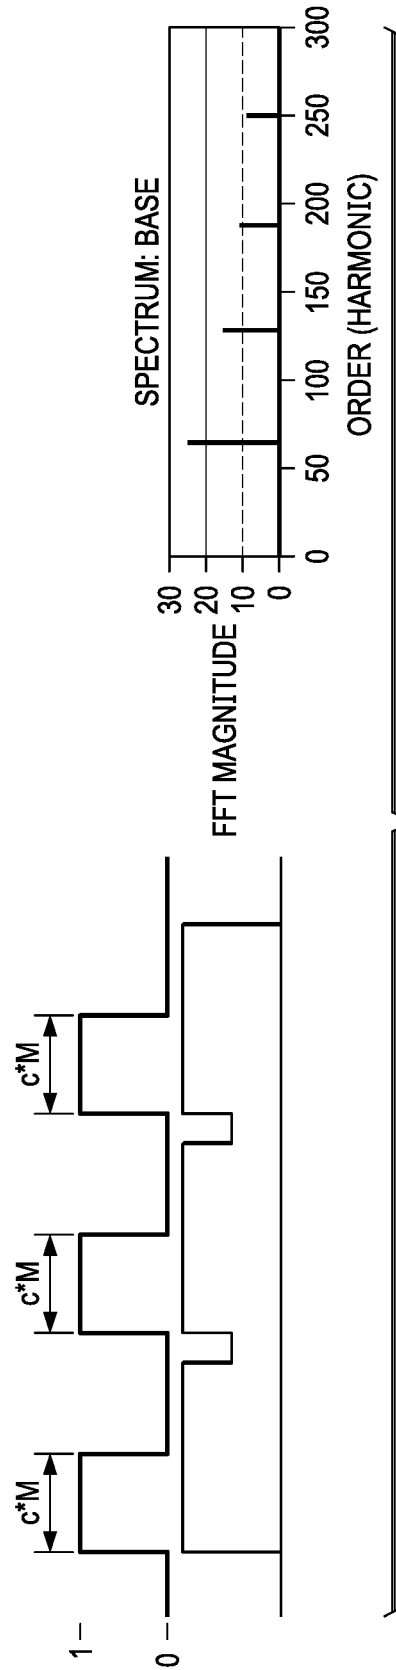 c*M
c*M
c*M
1
0
SPECTRUM: BASE
FFT MAGNITUDE
30
20
10
0
0
50
100
150
200
250
300
ORDER (HARMONIC)